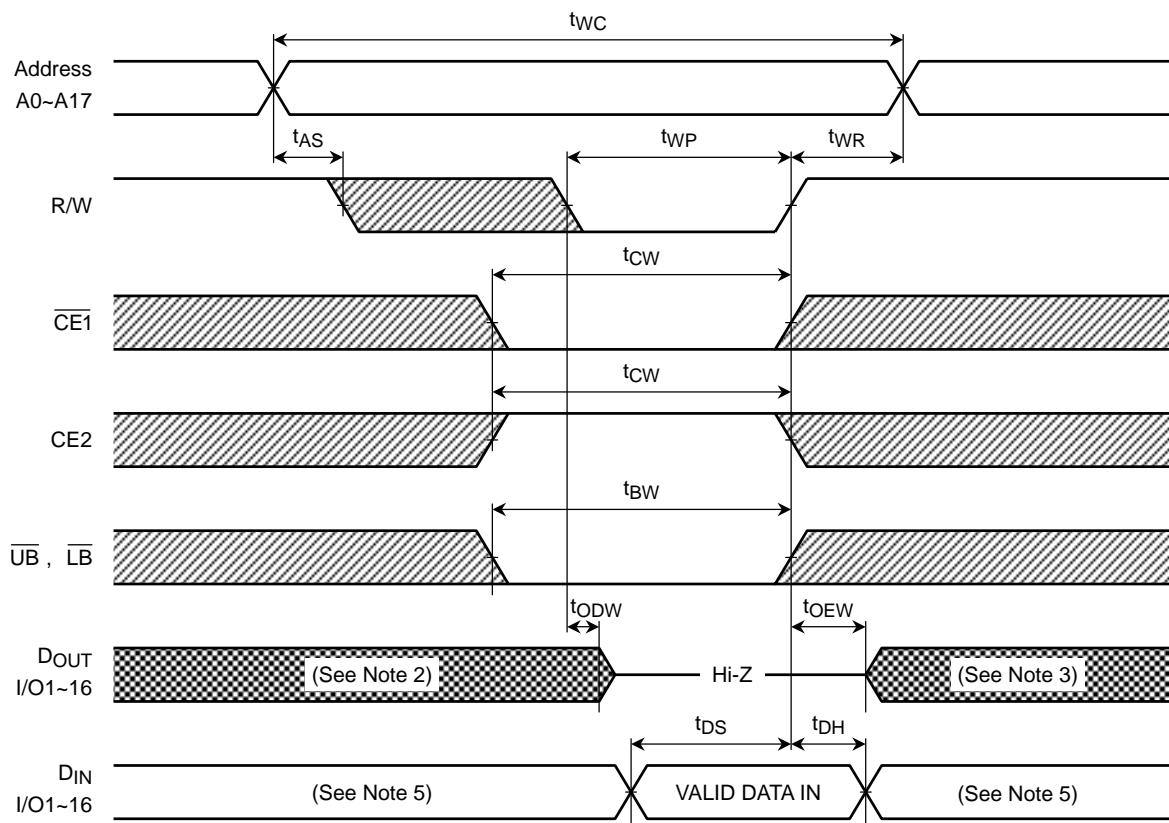 tWC
Address
A0~A17
tAS
tWP
tWR
R/W
tCW
CE1
tCW
CE2
tBW
UB , LB
tODW
tOEW
DOUT
I/O1~16
(See Note 2)
Hi-Z
(See Note 3)
tDS
tDH
DIN
I/O1~16
(See Note 5)
VALID DATA IN
(See Note 5)